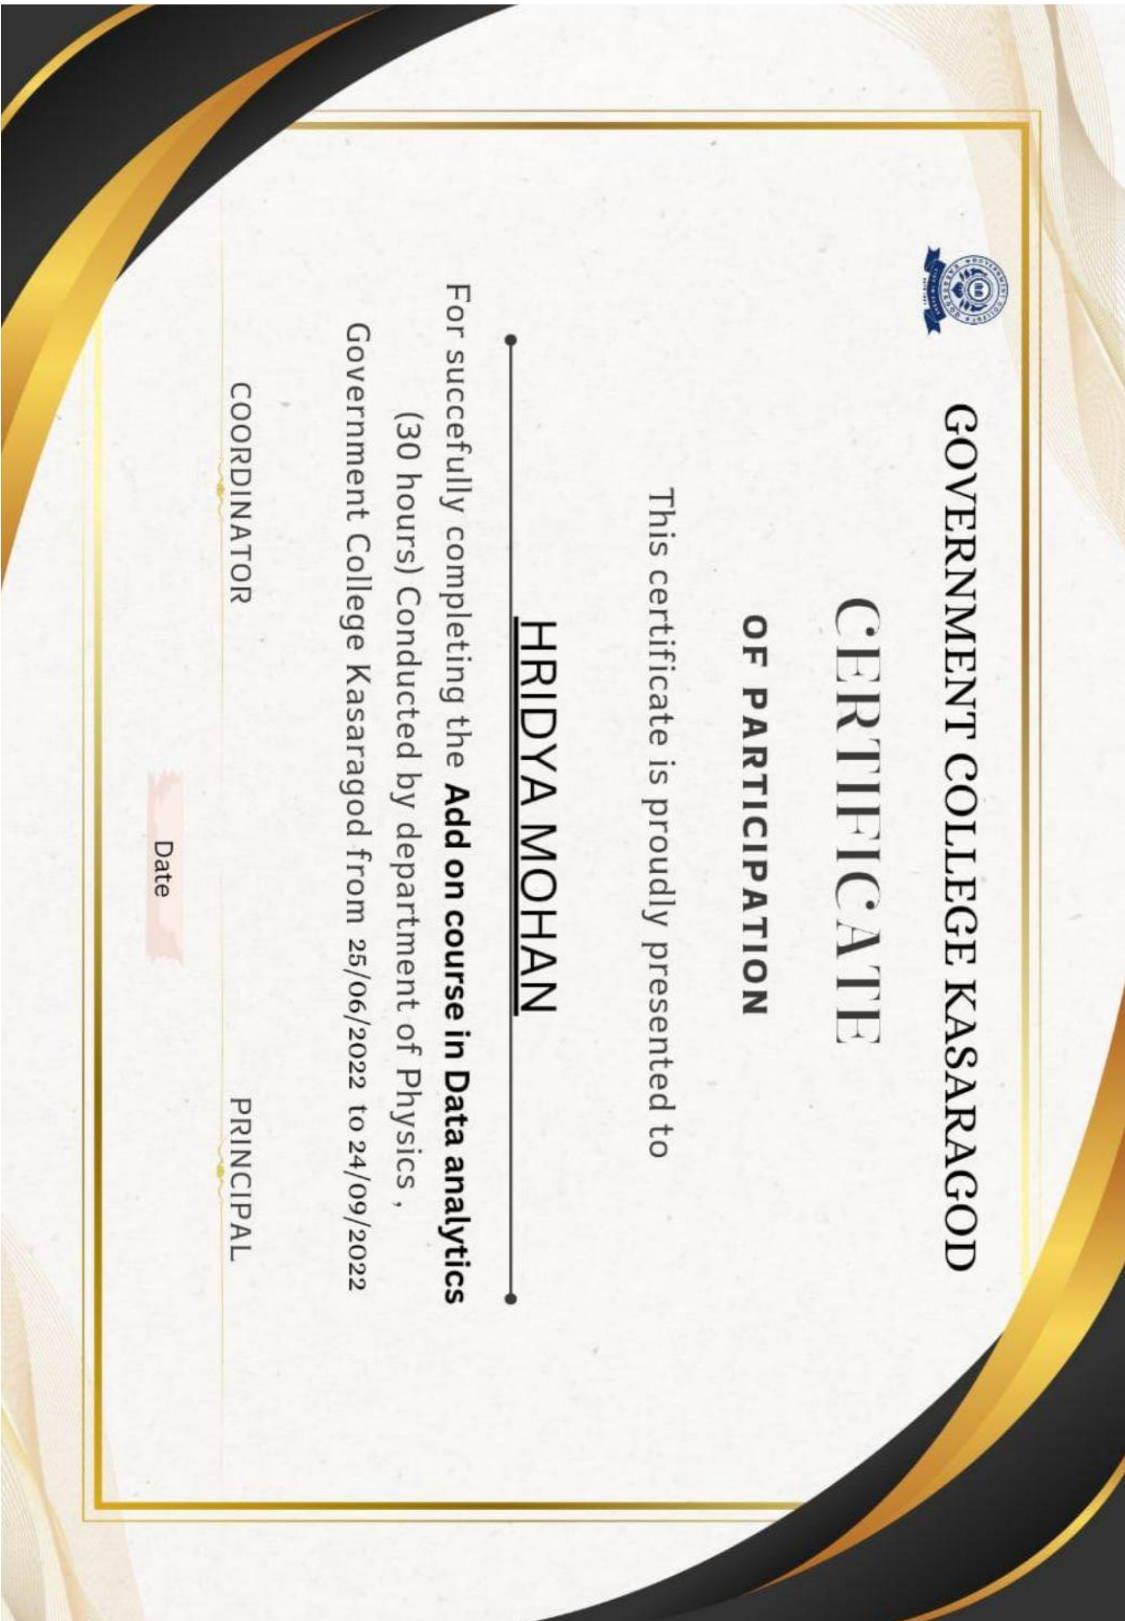 GOVERNMENT COLLEGE KASARAGOD
CERTIFICATE
OF PARTICIPATION
This certificate is proudly presented to
HRIDYA MOHAN
For succefully completing the Add on course in Data analytics
(30 hours) Conducted by department of Physics ,
Government College Kasaragod from 25/06/2022 to 24/09/2022
COORDINATOR
PRINCIPAL
Date